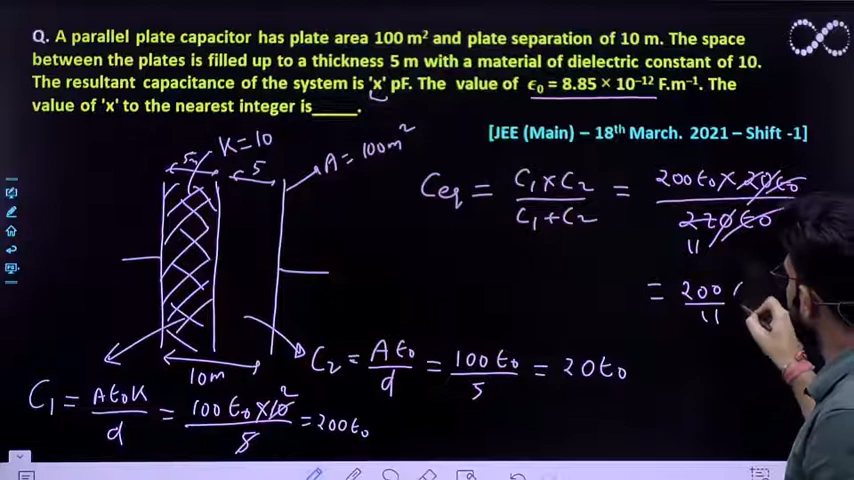 Q. A parallel plate capacitor has plate area 100 m² and plate separation of 10 m. The space
between the plates is filled up to a thickness 5 m with a material of dielectric constant of 10.
The resultant capacitance of the system is 'x' pF. The value of ε₀ = 8.85 × 10⁻¹² F.m⁻¹. The
value of 'x' to the nearest integer is_____.
[JEE (Main) – 18th March. 2021 – Shift -1]
K=10
5m
5
A = 100m²
Ceq = C₁×C₂ / C₁+C₂ = 200ε₀×20ε₀ / 220ε₀
11
= 200 / 11
10m
C₂ = Aε₀ / d = 100ε₀ / 5 = 20ε₀
C₁ = Aε₀K / d = 100ε₀×10 / 5 = 200ε₀
2